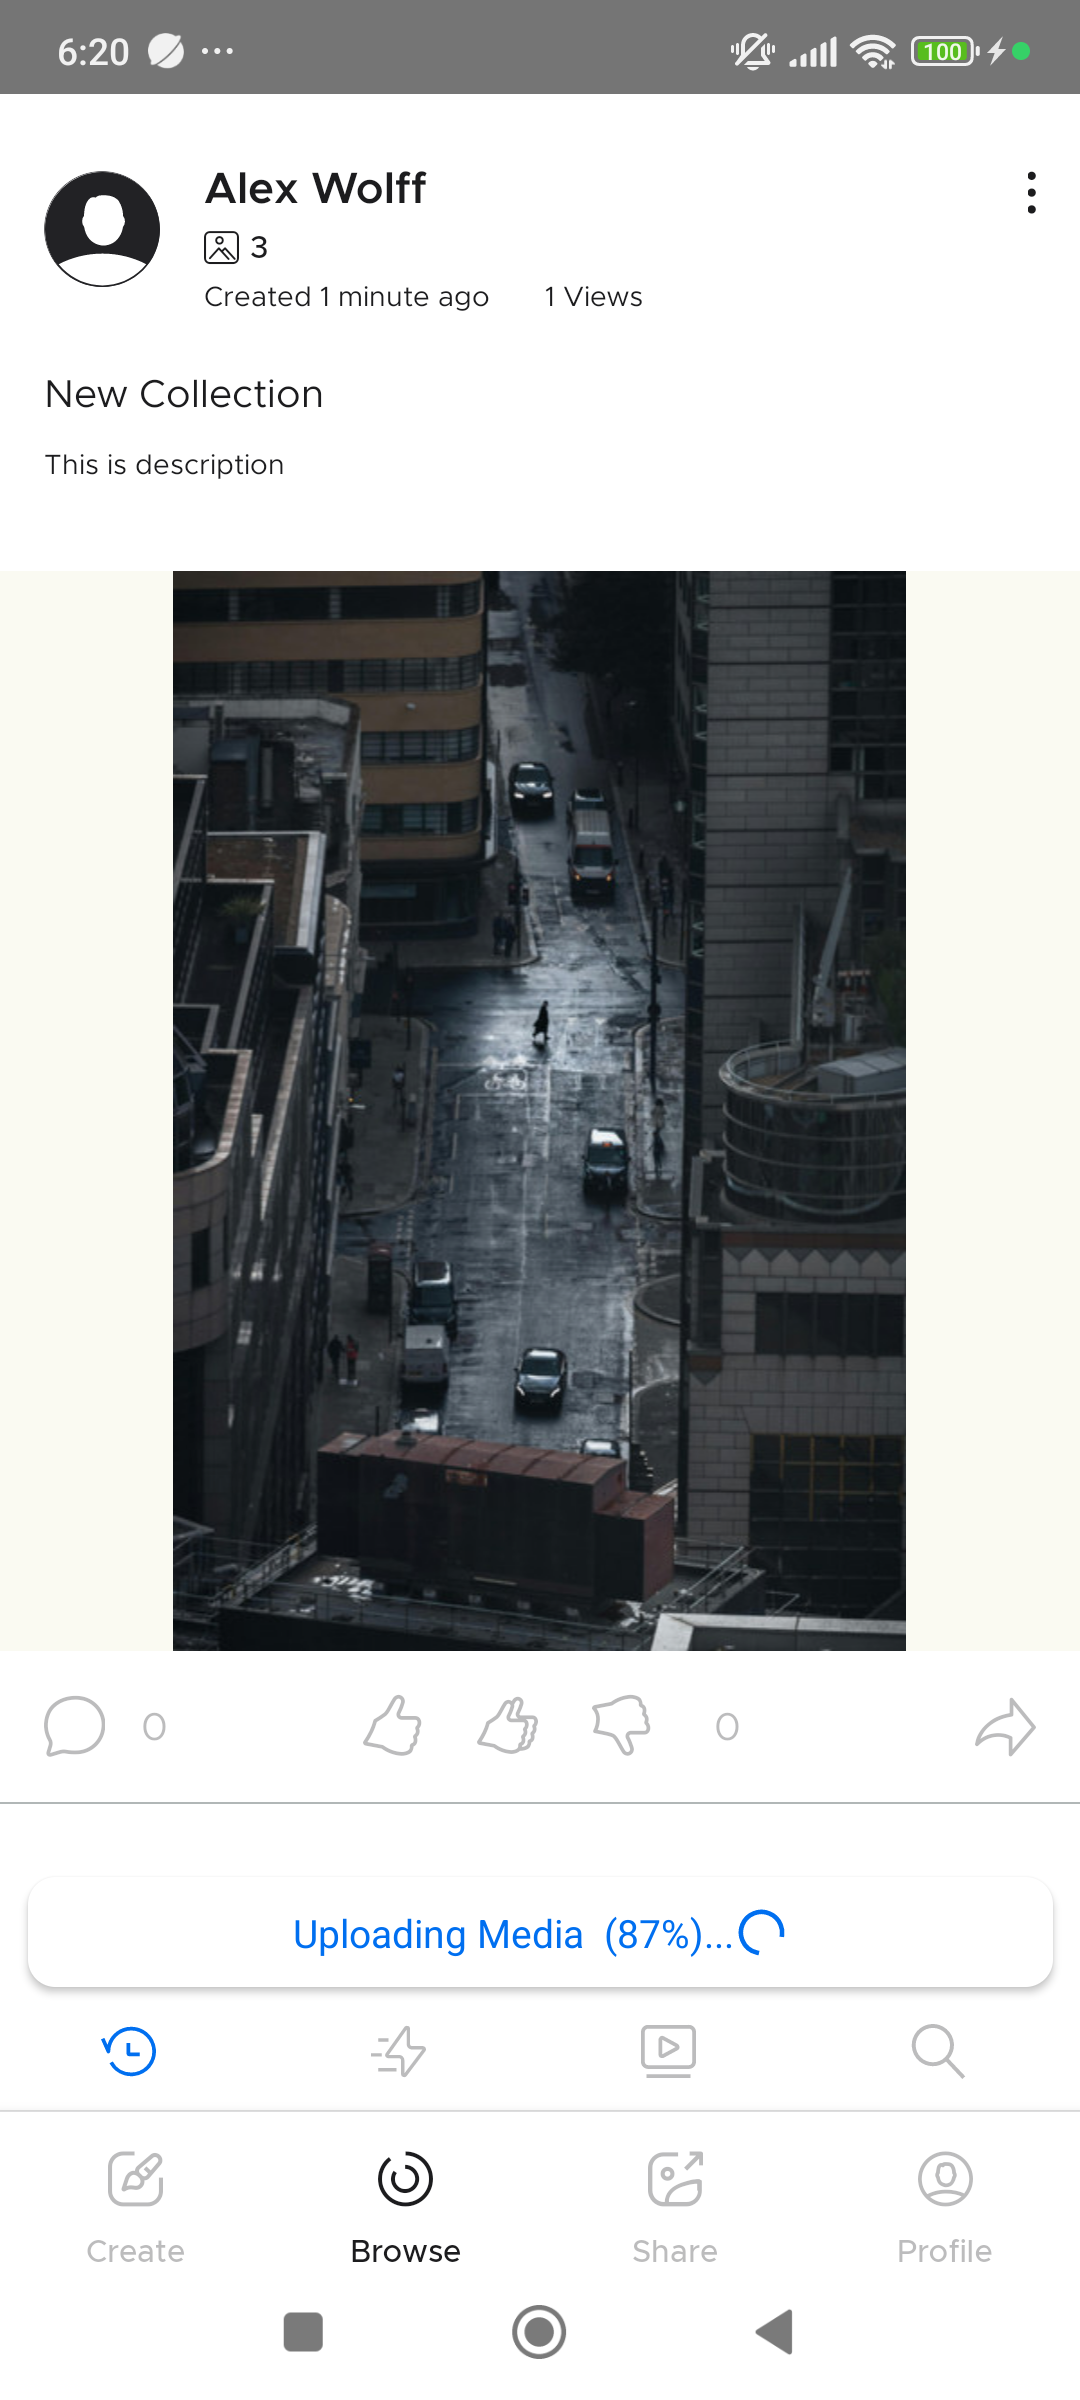 6:20
100
Alex Wolff
3
Created 1 minute ago 1 Views
New Collection
This is description
0 0
Uploading Media (87%)...
Create Browse Share Profile